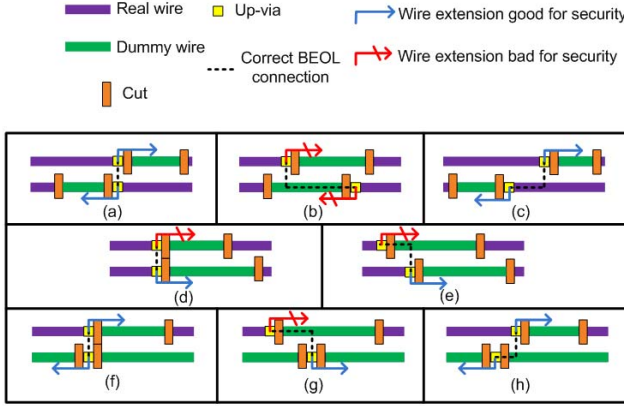 Real wire
Up-via
Wire extension good for security
Dummy wire
Correct BEOL
connection
Wire extension bad for security
Cut
(a)
(b)
(c)
(d)
(e)
(f)
(g)
(h)